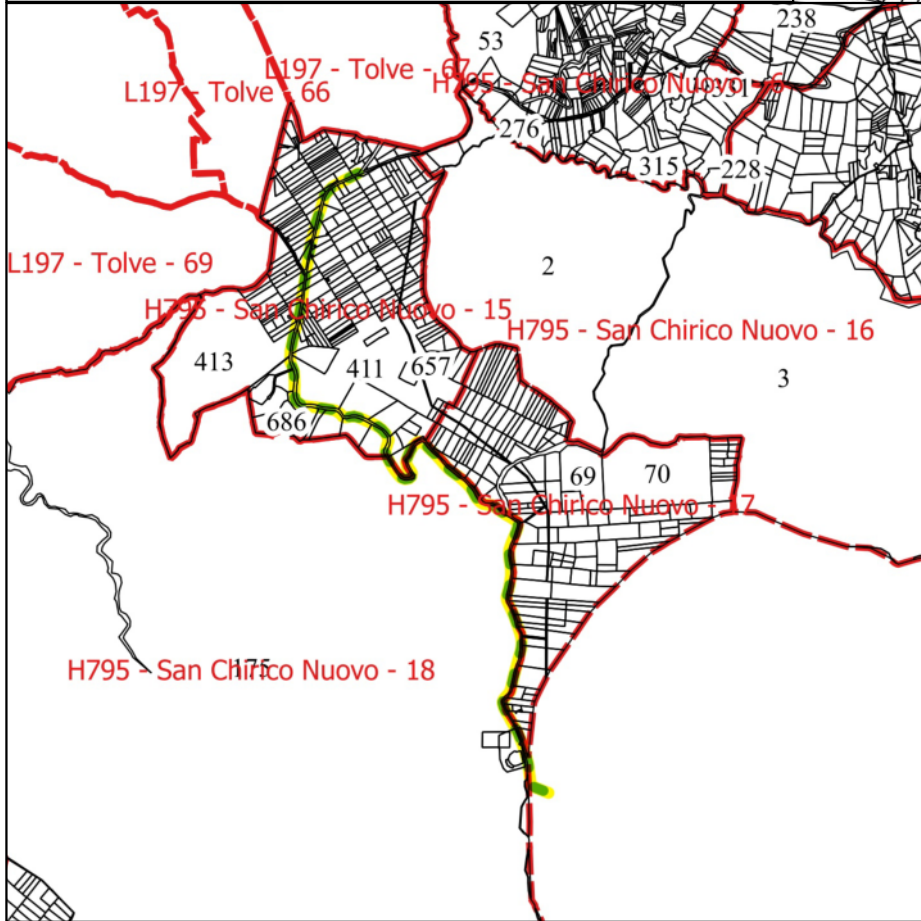 238
53
L197 - Tolve - 67
H795 - San Chirico Nuovo - 6
331
L197 - Tolve - 66
276
315
228
L197 - Tolve - 69
2
H795 - San Chirico Nuovo - 15
H795 - San Chirico Nuovo - 16
413
411
657
3
686
69
70
H795 - San Chirico Nuovo - 17
H795 - San Chirico Nuovo - 18
175